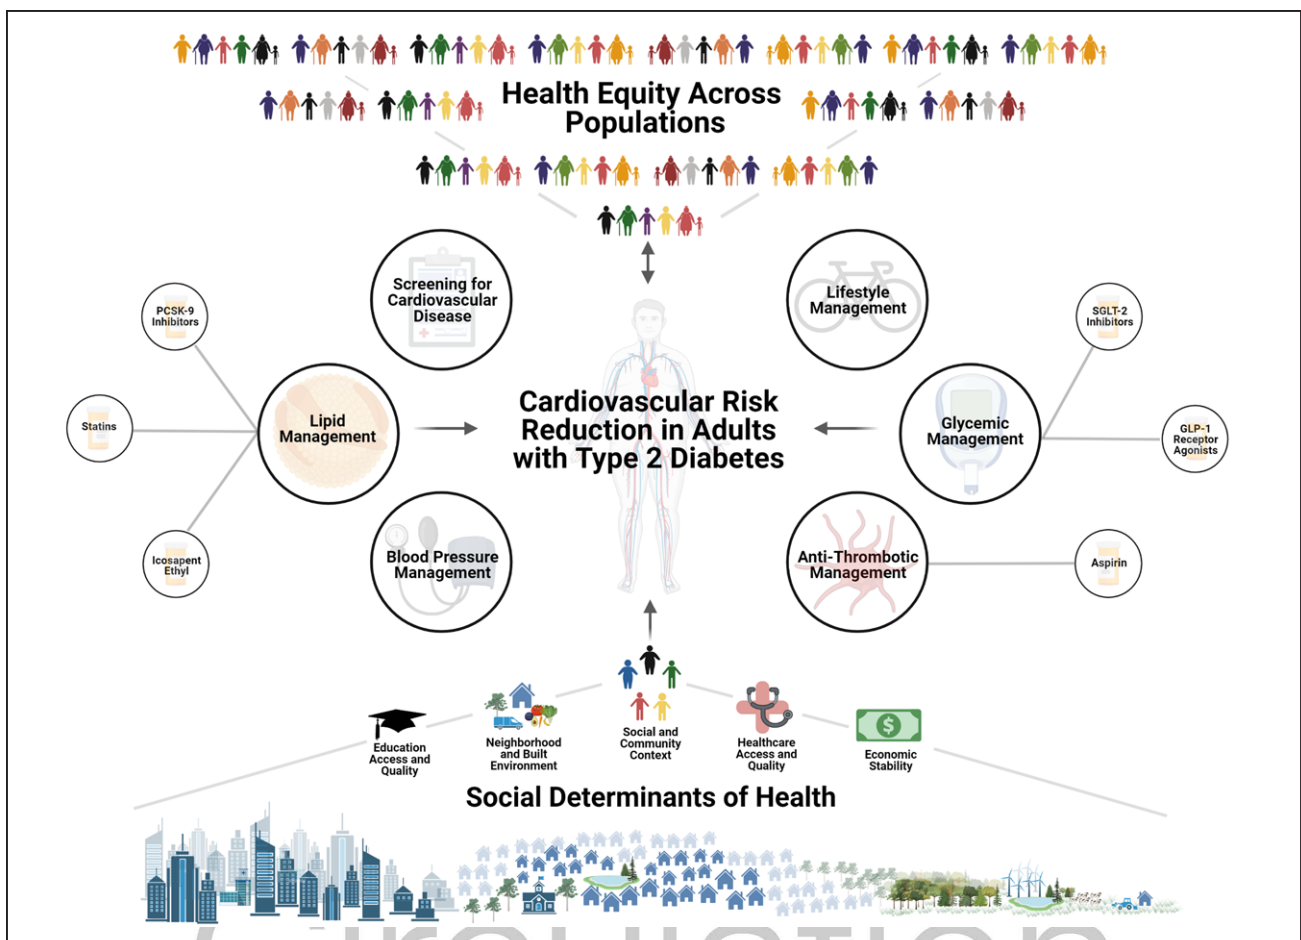 Health Equity Across
Populations
Screening for
Cardiovascular
Disease
Lifestyle
Management
PCSK-9
Inhibitors
SGLT-2
Inhibitors
Statins
Lipid
Management
Cardiovascular Risk
Reduction in Adults
with Type 2 Diabetes
Glycemic
Management
GLP-1
Receptor
Agonists
Icosapent
Ethyl
Blood Pressure
Management
Anti-Thrombotic
Management
Aspirin
Education
Access and
Quality
Neighborhood
and Built
Environment
Social and
Community
Context
Healthcare
Access and
Quality
$
Economic
Stability
Social Determinants of Health